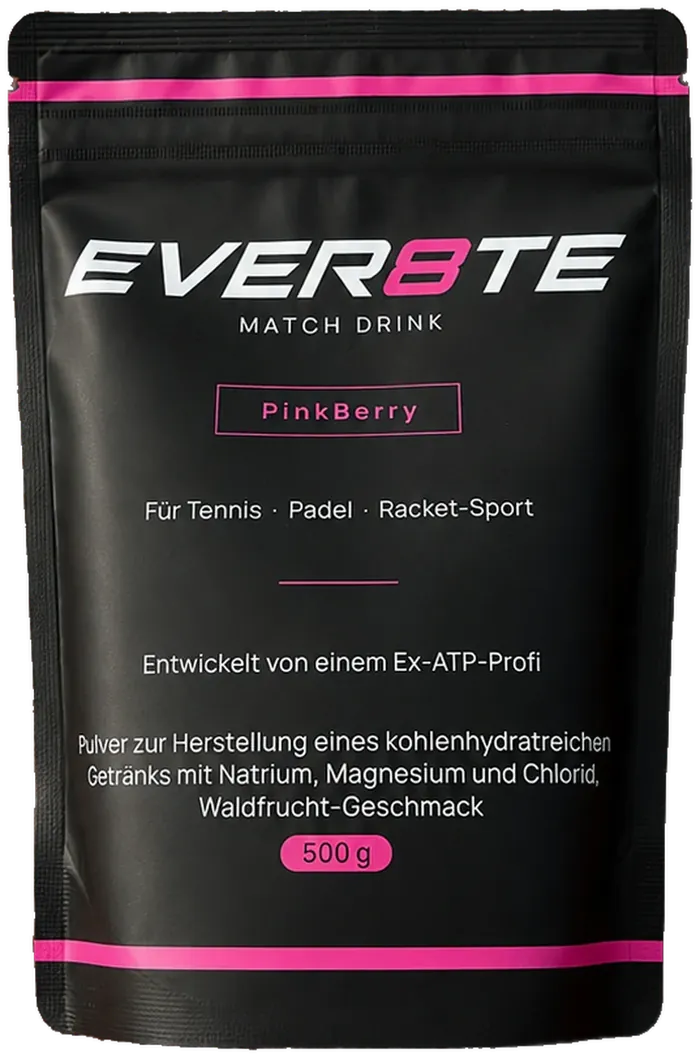 EVER8TE
MATCH DRINK
PinkBerry
Für Tennis · Padel · Racket-Sport
Entwickelt von einem Ex-ATP-Profi
Pulver zur Herstellung eines kohlenhydratreichen
Getränks mit Natrium, Magnesium und Chlorid,
Waldfrucht-Geschmack
500 g